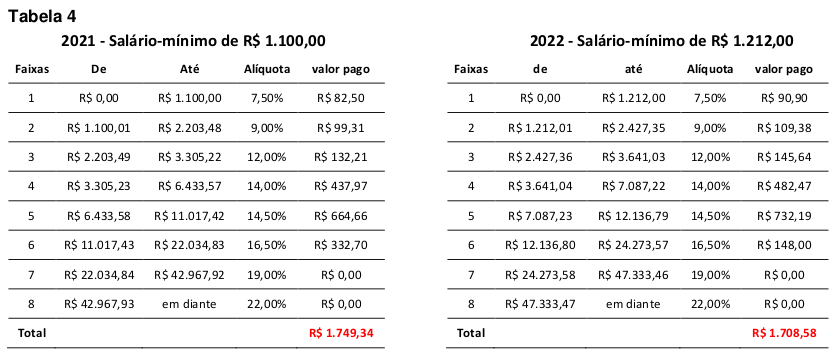 Tabela 4
2021 - Salário-mínimo de R$ 1.100,00
Faixas De Até Alíquota valor pago
1 R$ 0,00 R$ 1.100,00 7,50% R$ 82,50
2 R$ 1.100,01 R$ 2.203,48 9,00% R$ 99,31
3 R$ 2.203,49 R$ 3.305,22 12,00% R$ 132,21
4 R$ 3.305,23 R$ 6.433,57 14,00% R$ 437,97
5 R$ 6.433,58 R$ 11.017,42 14,50% R$ 664,66
6 R$ 11.017,43 R$ 22.034,83 16,50% R$ 332,70
7 R$ 22.034,84 R$ 42.967,92 19,00% R$ 0,00
8 R$ 42.967,93 em diante 22,00% R$ 0,00
Total R$ 1.749,34
2022 - Salário-mínimo de R$ 1.212,00
Faixas de até Alíquota valor pago
1 R$ 0,00 R$ 1.212,00 7,50% R$ 90,90
2 R$ 1.212,01 R$ 2.427,35 9,00% R$ 109,38
3 R$ 2.427,36 R$ 3.641,03 12,00% R$ 145,64
4 R$ 3.641,04 R$ 7.087,22 14,00% R$ 482,47
5 R$ 7.087,23 R$ 12.136,79 14,50% R$ 732,19
6 R$ 12.136,80 R$ 24.273,57 16,50% R$ 148,00
7 R$ 24.273,58 R$ 47.333,46 19,00% R$ 0,00
8 R$ 47.333,47 em diante 22,00% R$ 0,00
Total R$ 1.708,58